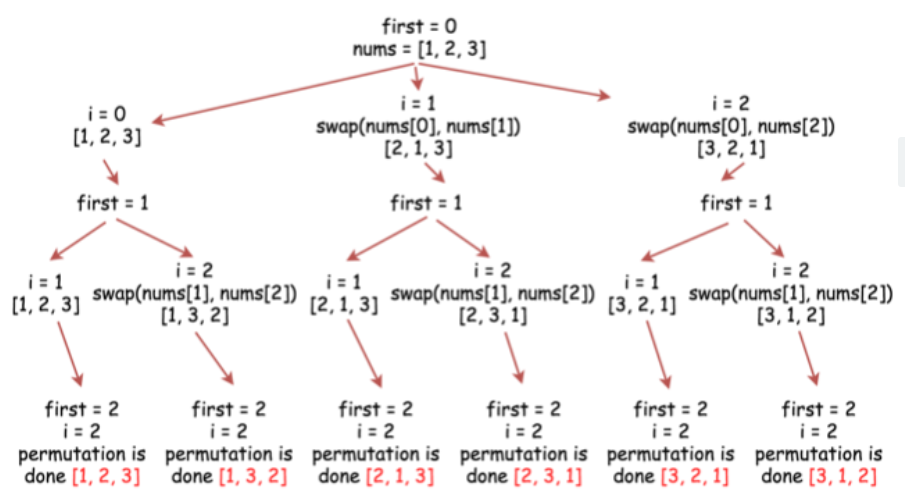 first = 0
nums = [1, 2, 3]
i = 0
[1, 2, 3]
i = 1
swap(nums[0], nums[1])
[2, 1, 3]
i = 2
swap(nums[0], nums[2])
[3, 2, 1]
first = 1
first = 1
first = 1
i = 1
[1, 2, 3]
i = 2
swap(nums[1], nums[2])
[1, 3, 2]
i = 1
[2, 1, 3]
i = 2
swap(nums[1], nums[2])
[2, 3, 1]
i = 1
[3, 2, 1]
i = 2
swap(nums[1], nums[2])
[3, 1, 2]
first = 2
i = 2
permutation is
done [1, 2, 3]
first = 2
i = 2
permutation is
done [1, 3, 2]
first = 2
i = 2
permutation is
done [2, 1, 3]
first = 2
i = 2
permutation is
done [2, 3, 1]
first = 2
i = 2
permutation is
done [3, 2, 1]
first = 2
i = 2
permutation is
done [3, 1, 2]